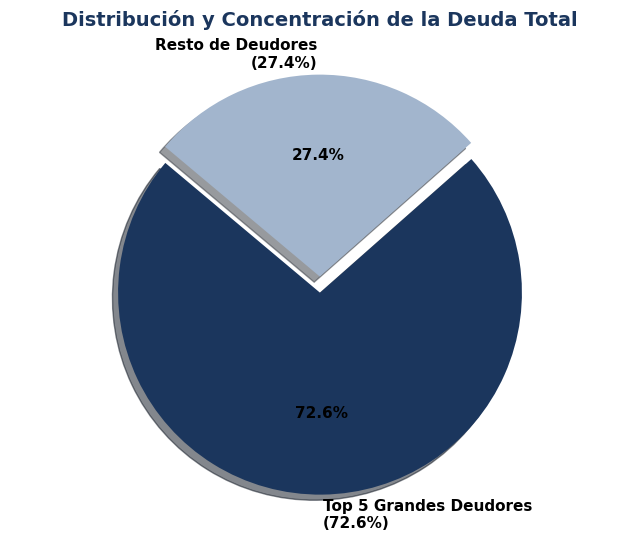 Distribución y Concentración de la Deuda Total
Resto de Deudores
(27.4%)
27.4%
72.6%
Top 5 Grandes Deudores
(72.6%)